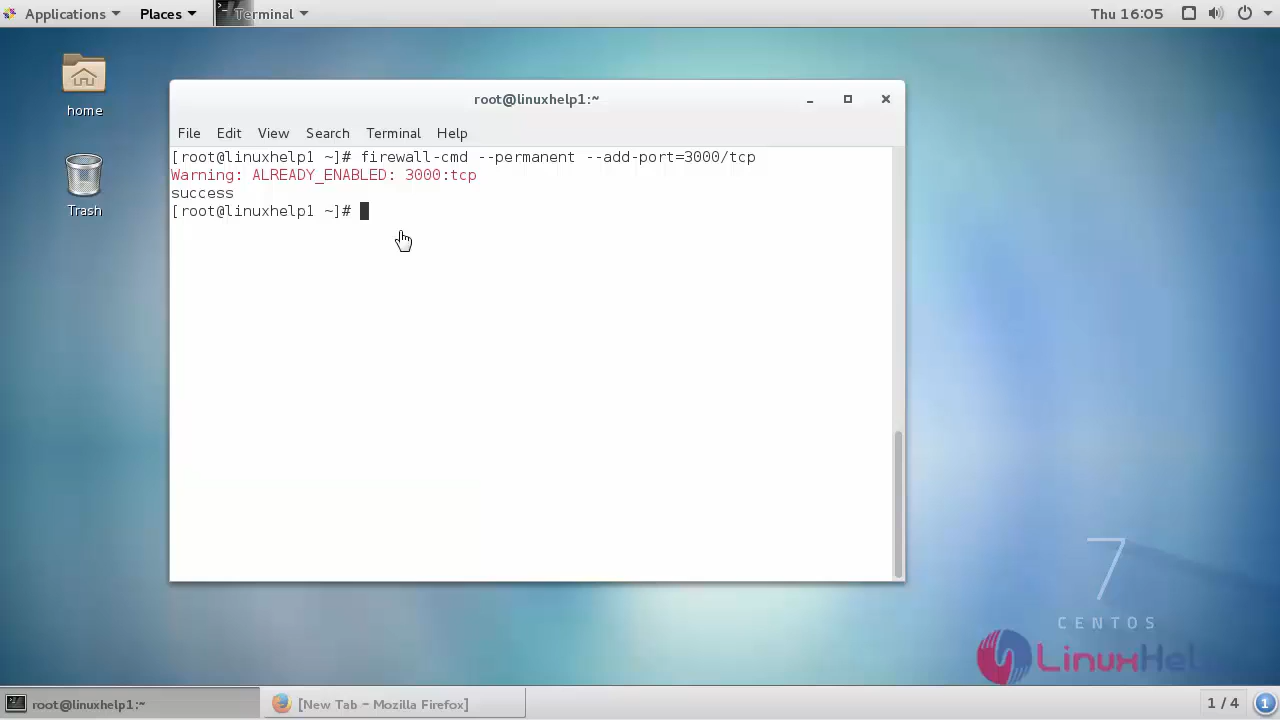 Applications Places Terminal Thu 16:05
home
Trash
root@linuxhelp1:~
File Edit View Search Terminal Help
[root@linuxhelp1 ~]# firewall-cmd --permanent --add-port=3000/tcp
Warning: ALREADY_ENABLED: 3000:tcp
success
[root@linuxhelp1 ~]#
7
CENTOS
LinuxHelp
root@linuxhelp1:~ [New Tab - Mozilla Firefox] 1 / 4 1